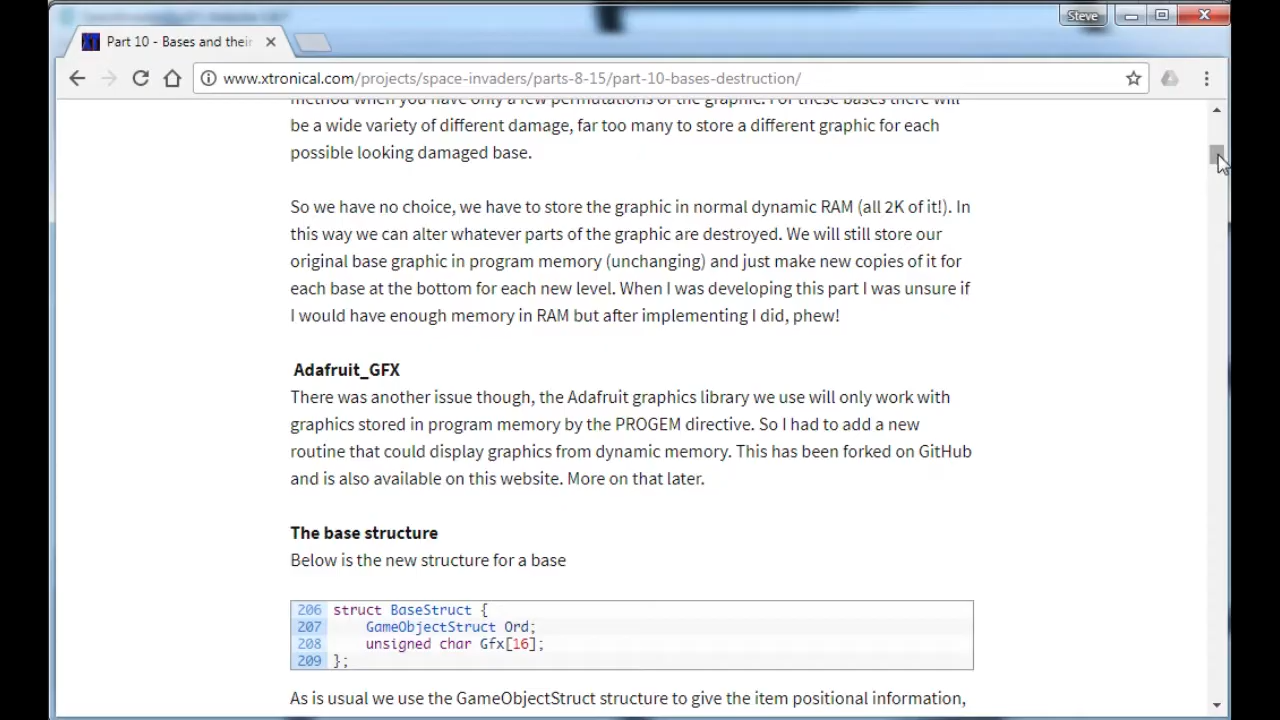 Steve
Part 10 - Bases and their
www.xtronical.com/projects/space-invaders/parts-8-15/part-10-bases-destruction/
method when you have only a few permutations of the graphic. For these bases there will
be a wide variety of different damage, far too many to store a different graphic for each
possible looking damaged base.
So we have no choice, we have to store the graphic in normal dynamic RAM (all 2K of it!). In
this way we can alter whatever parts of the graphic are destroyed. We will still store our
original base graphic in program memory (unchanging) and just make new copies of it for
each base at the bottom for each new level. When I was developing this part I was unsure if
I would have enough memory in RAM but after implementing I did, phew!
Adafruit_GFX
There was another issue though, the Adafruit graphics library we use will only work with
graphics stored in program memory by the PROGEM directive. So I had to add a new
routine that could display graphics from dynamic memory. This has been forked on GitHub
and is also available on this website. More on that later.
The base structure
Below is the new structure for a base
206 struct BaseStruct {
207 GameObjectStruct Ord;
208 unsigned char Gfx[16];
209 };
As is usual we use the GameObjectStruct structure to give the item positional information,